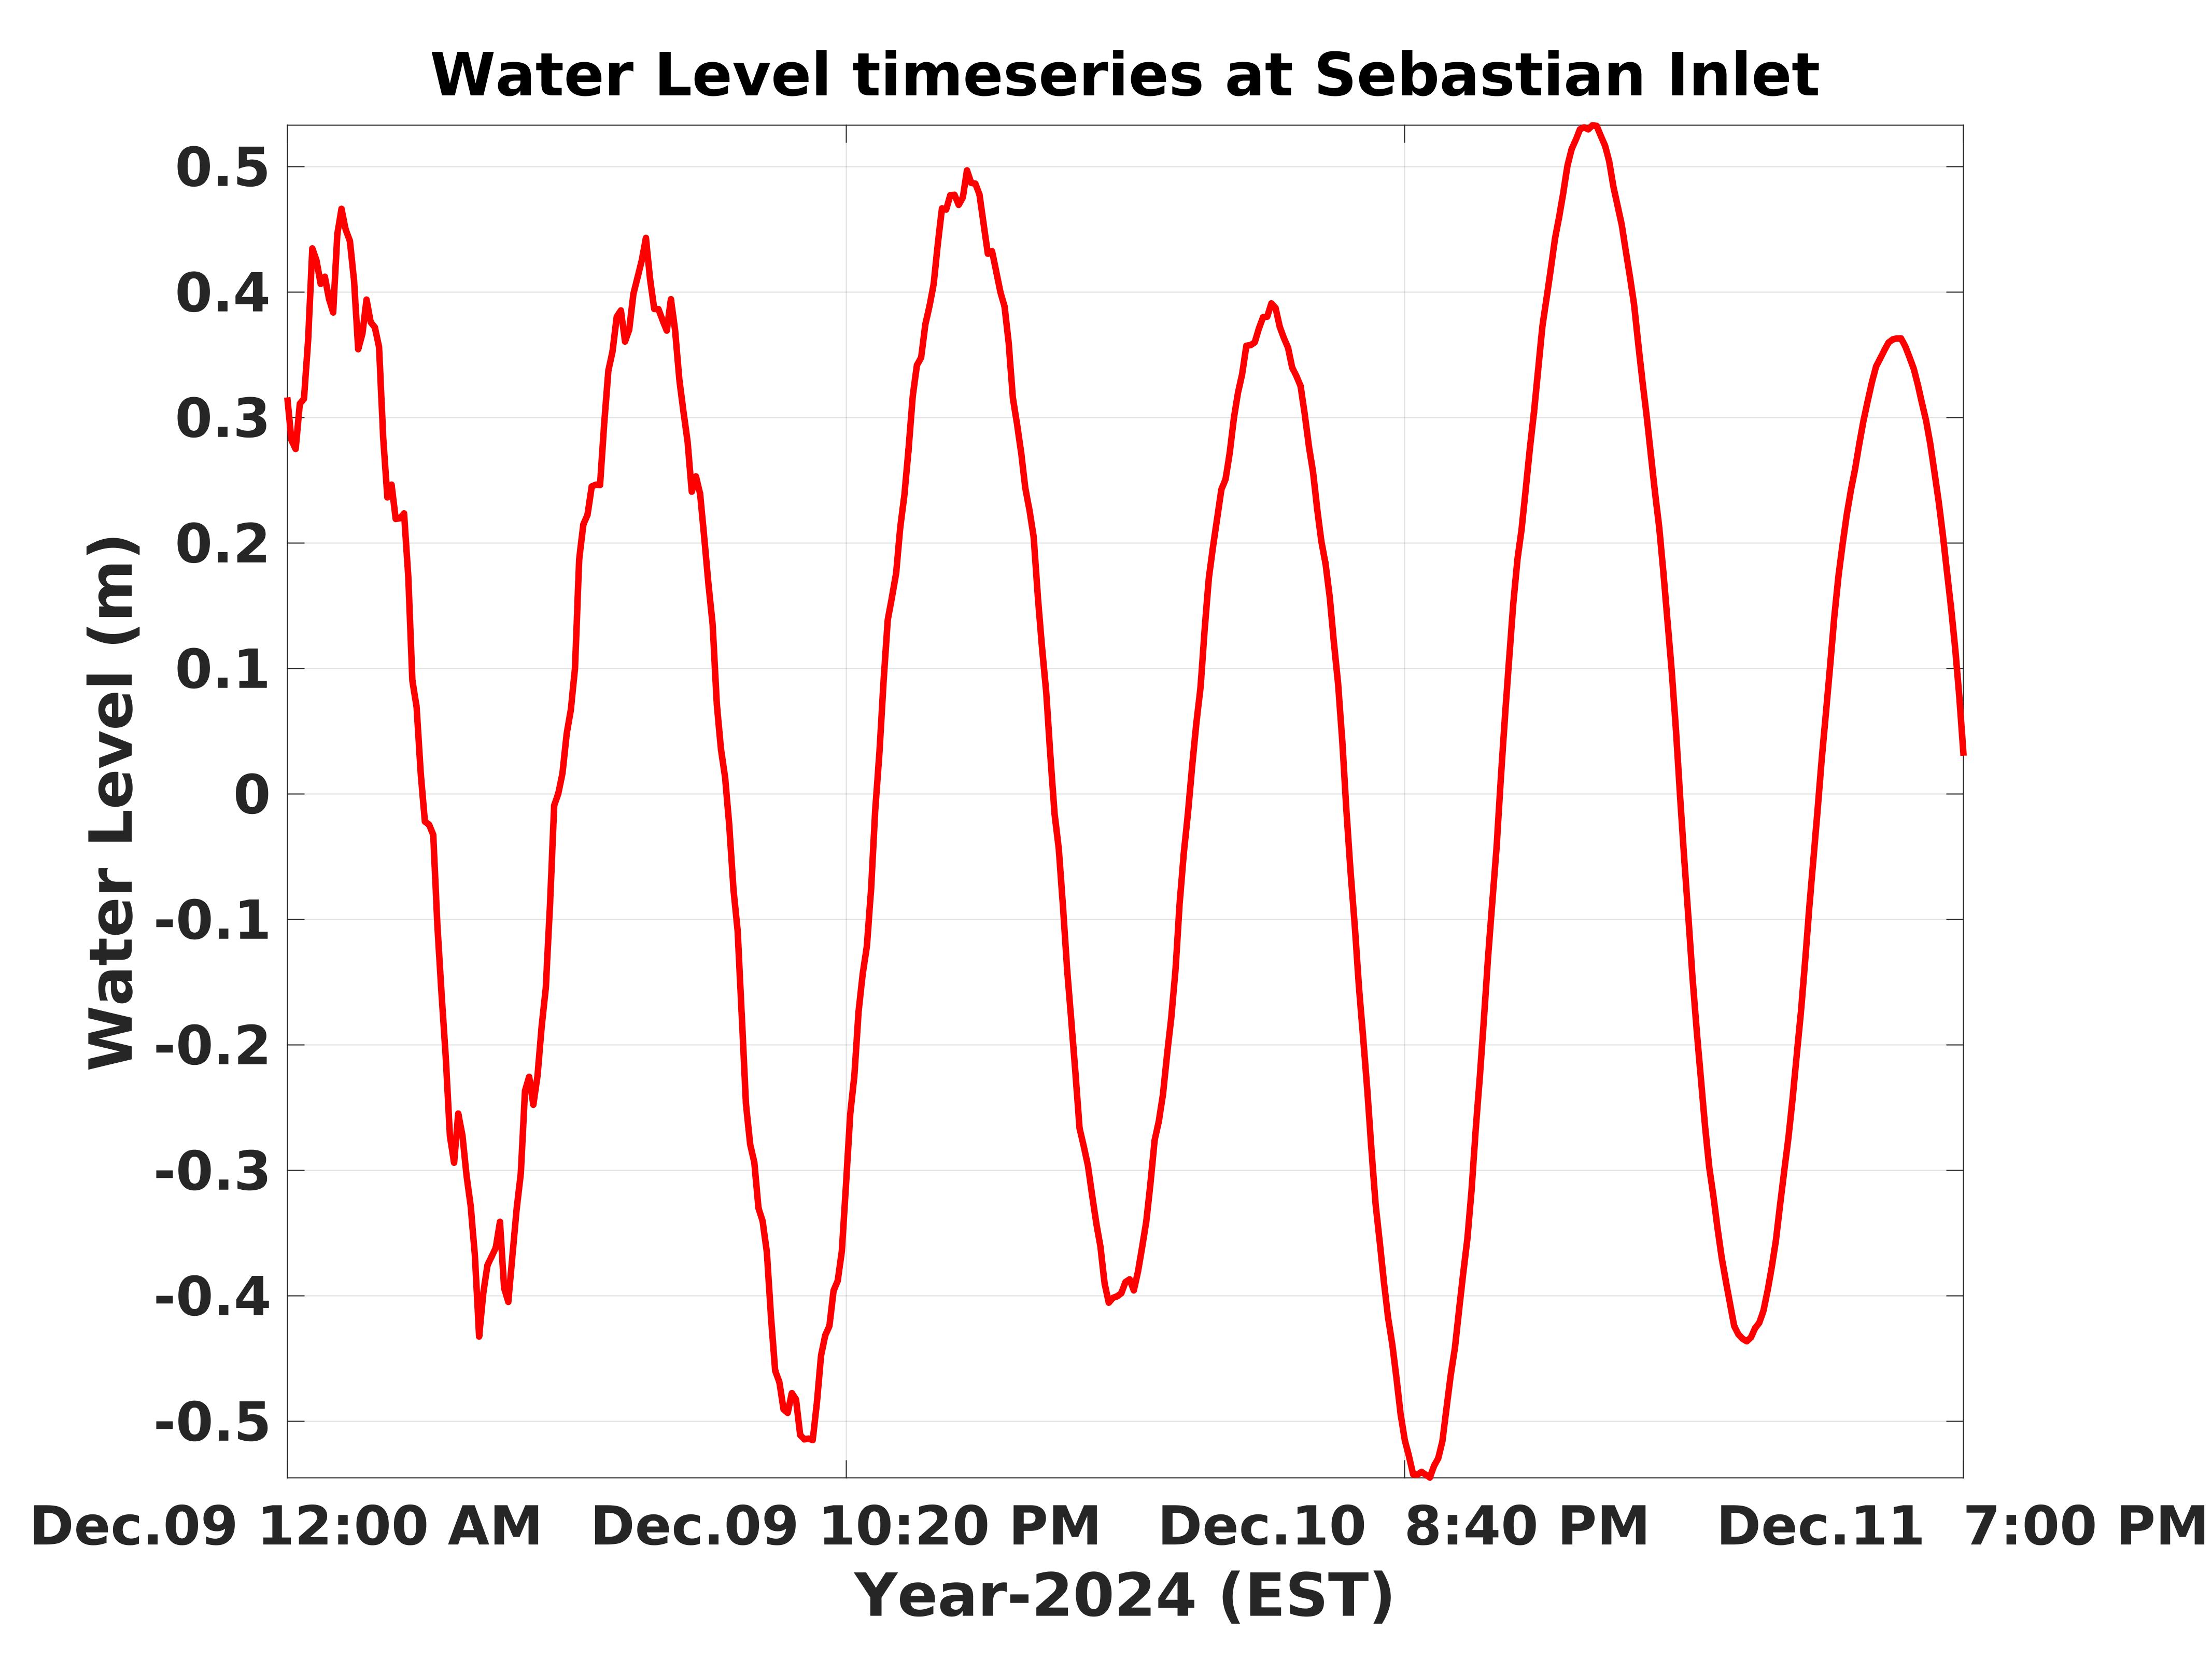 Water Level timeseries at Sebastian Inlet
Water Level (m)
0.5
0.4
0.3
0.2
0.1
0
-0.1
-0.2
-0.3
-0.4
-0.5
Dec.09 12:00 AM Dec.09 10:20 PM Dec.10 8:40 PM Dec.11 7:00 PM
Year-2024 (EST)